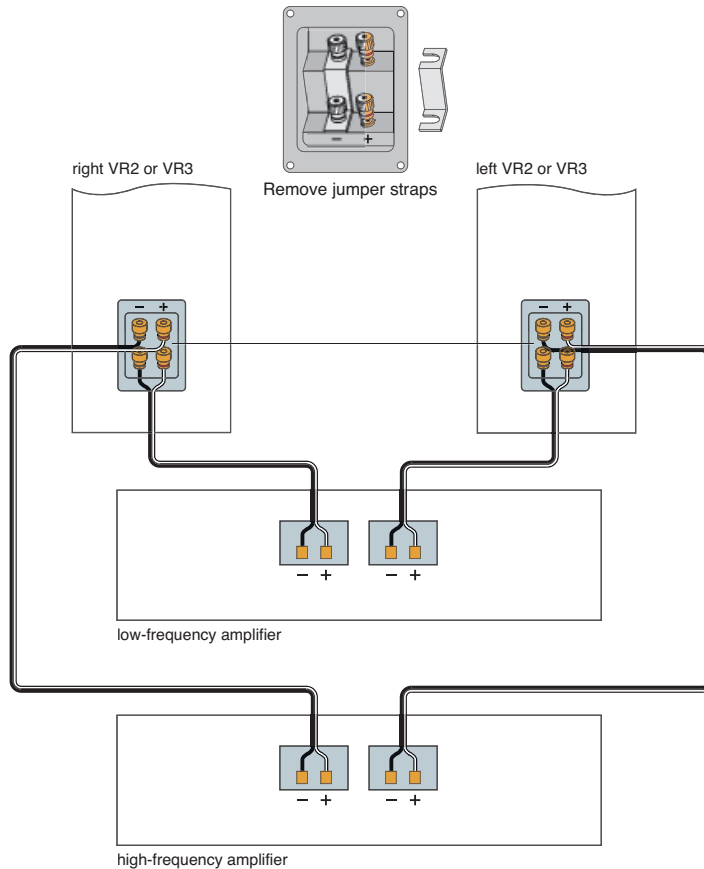 − +
Remove jumper straps
right VR2 or VR3
left VR2 or VR3
− +
− +
− +
− +
low-frequency amplifier
− +
− +
high-frequency amplifier